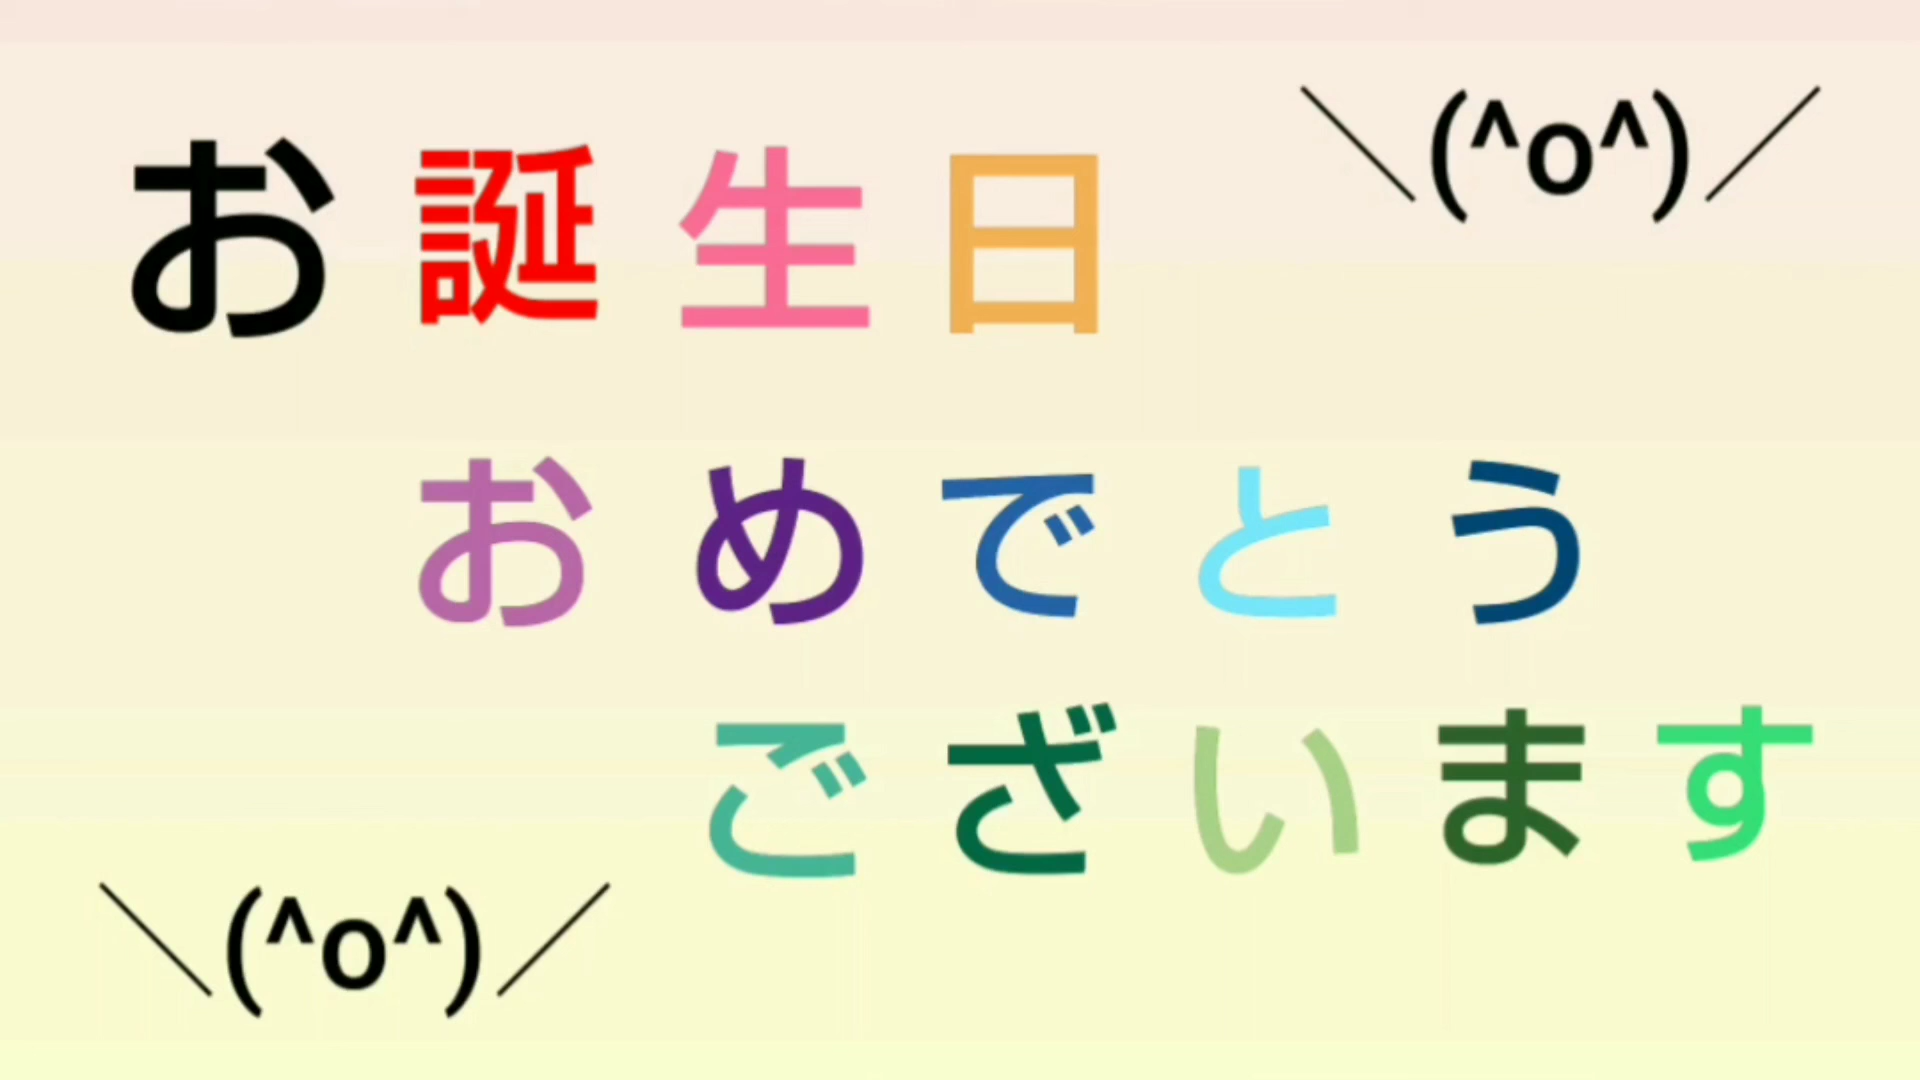 ＼(^o^)／
お誕生日
おめでとう
ございます
＼(^o^)／